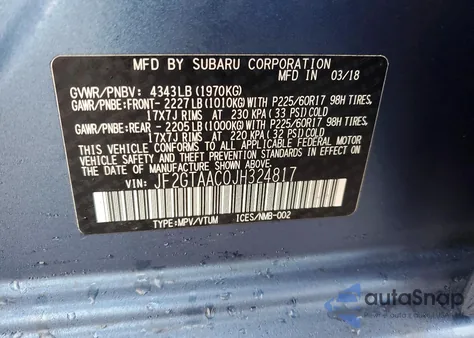 MFD BY SUBARU CORPORATION
MFD IN 03/18
GVWR/PNBV: 4343LB (1970KG)
GAWR/PNBE:FRONT- 2227LB (1010KG)WITH P225/60R17 98H TIRES,
17X7J RIMS AT 230 KPA (33 PSI) COLD
GAWR/PNBE:REAR - 2205LB (1000KG)WITH P225/60R17 98H TIRES,
17X7J RIMS AT 220 KPA (32 PSI) COLD
THIS VEHICLE CONFORMS TO ALL APPLICABLE FEDERAL MOTOR
VEHICLE SAFETY AND THEFT PREVENTION STANDARDS IN EFFECT ON
THE DATE OF MANUFACTURE SHOWN ABOVE.
VIN: JF2GTAAC0JH324817
TYPE:MPV/VTUM ICES/NMB-002
autoSnap